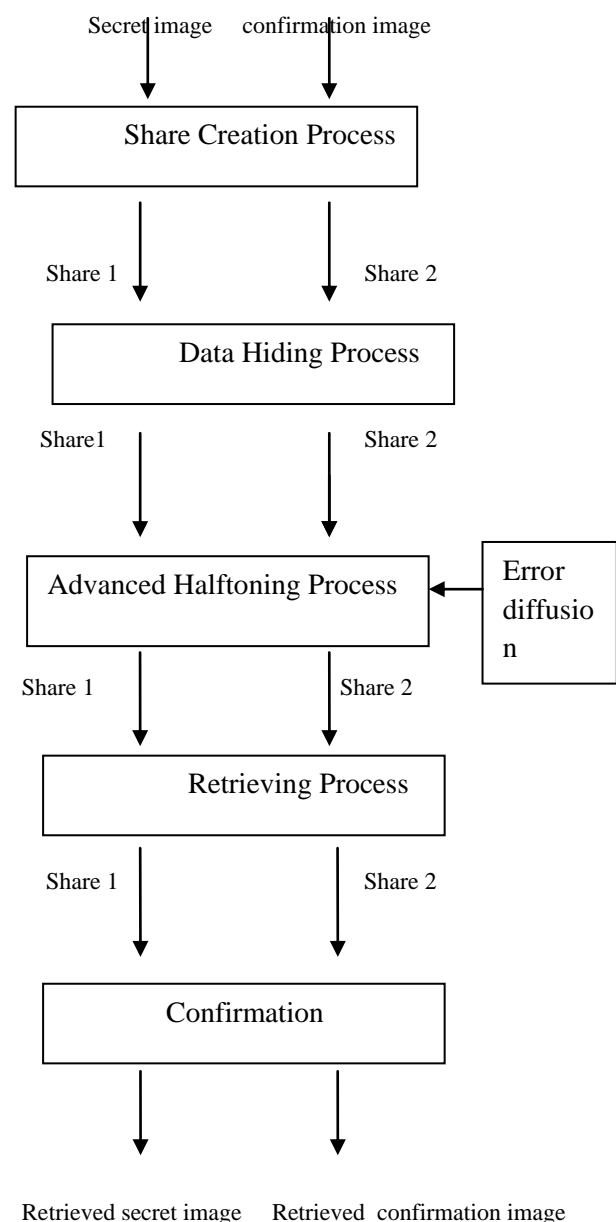 Secret image confirmation image
Share Creation Process
Share 1 Share 2
Data Hiding Process
Share1 Share 2
Advanced Halftoning Process
Error
diffusio
n
Share 1 Share 2
Retrieving Process
Share 1 Share 2
Confirmation
Retrieved secret image Retrieved confirmation image